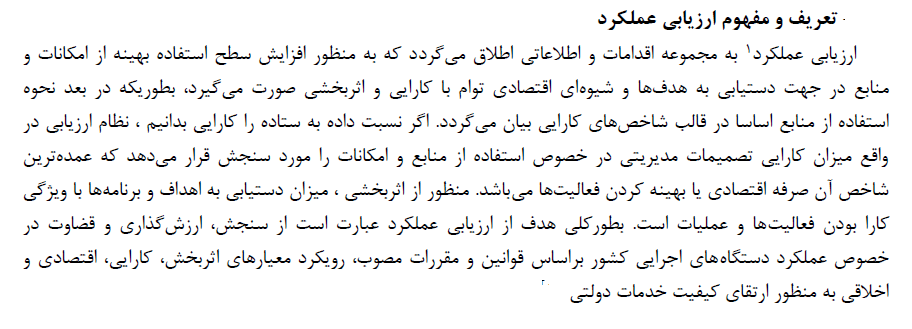 تعریف و مفهوم ارزیابی عملکرد
ارزیابی عملکرد۱ به مجموعه اقدامات و اطلاعاتی اطلاق می‌گردد که به منظور افزایش سطح استفاده بهینه از امکانات و
منابع در جهت دستیابی به هدف‌ها و شیوه‌ای اقتصادی توام با کارایی و اثربخشی صورت می‌گیرد، بطوریکه در بعد نحوه
استفاده از منابع اساسا در قالب شاخص‌های کارایی بیان می‌گردد. اگر نسبت داده به ستاده را کارایی بدانیم ، نظام ارزیابی در
واقع میزان کارایی تصمیمات مدیریتی در خصوص استفاده از منابع و امکانات را مورد سنجش قرار می‌دهد که عمده‌ترین
شاخص آن صرفه اقتصادی یا بهینه کردن فعالیت‌ها می‌باشد. منظور از اثربخشی ، میزان دستیابی به اهداف و برنامه‌ها با ویژگی
کارا بودن فعالیت‌ها و عملیات است. بطورکلی هدف از ارزیابی عملکرد عبارت است از سنجش، ارزش‌گذاری و قضاوت در
خصوص عملکرد دستگاه‌های اجرایی کشور براساس قوانین و مقررات مصوب، رویکرد معیارهای اثربخش، کارایی، اقتصادی و
اخلاقی به منظور ارتقای کیفیت خدمات دولتی